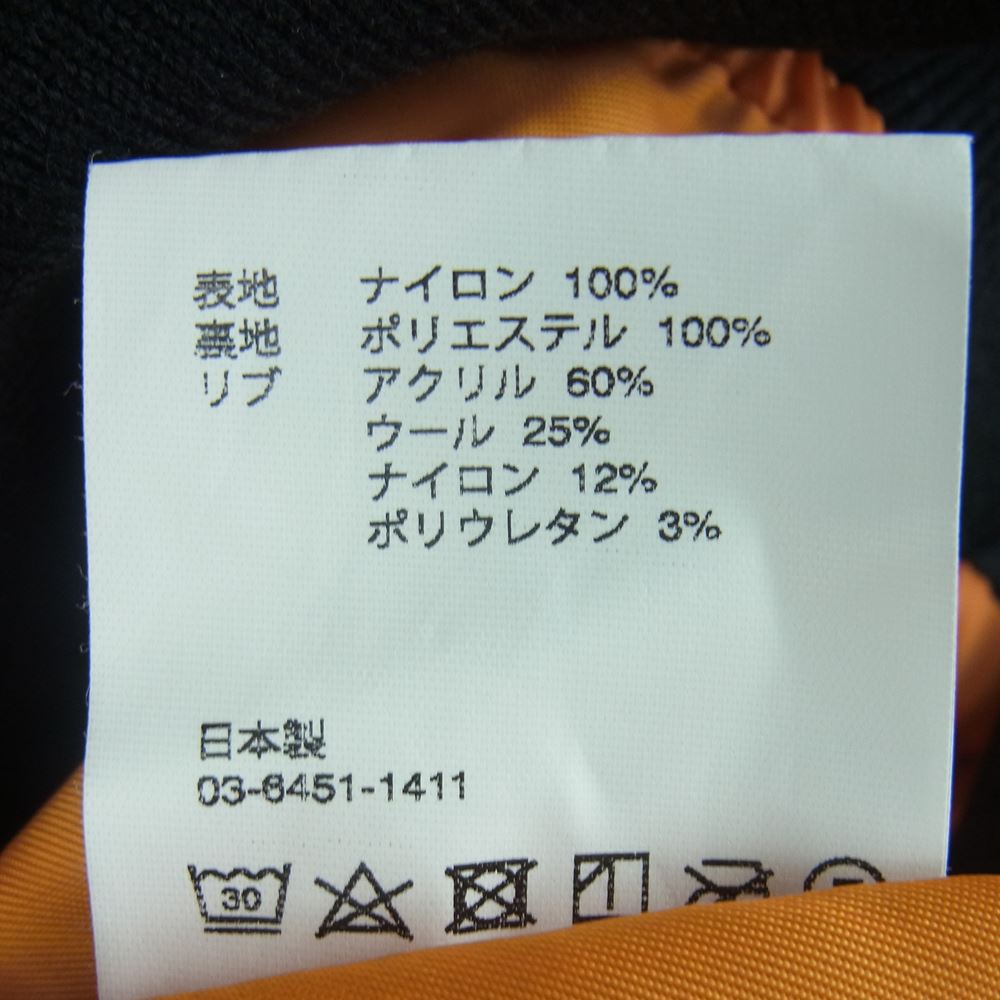 表地 ナイロン 100%
裏地 ポリエステル 100%
リブ アクリル 60%
ウール 25%
ナイロン 12%
ポリウレタン 3%
日本製
03-6451-1411
30